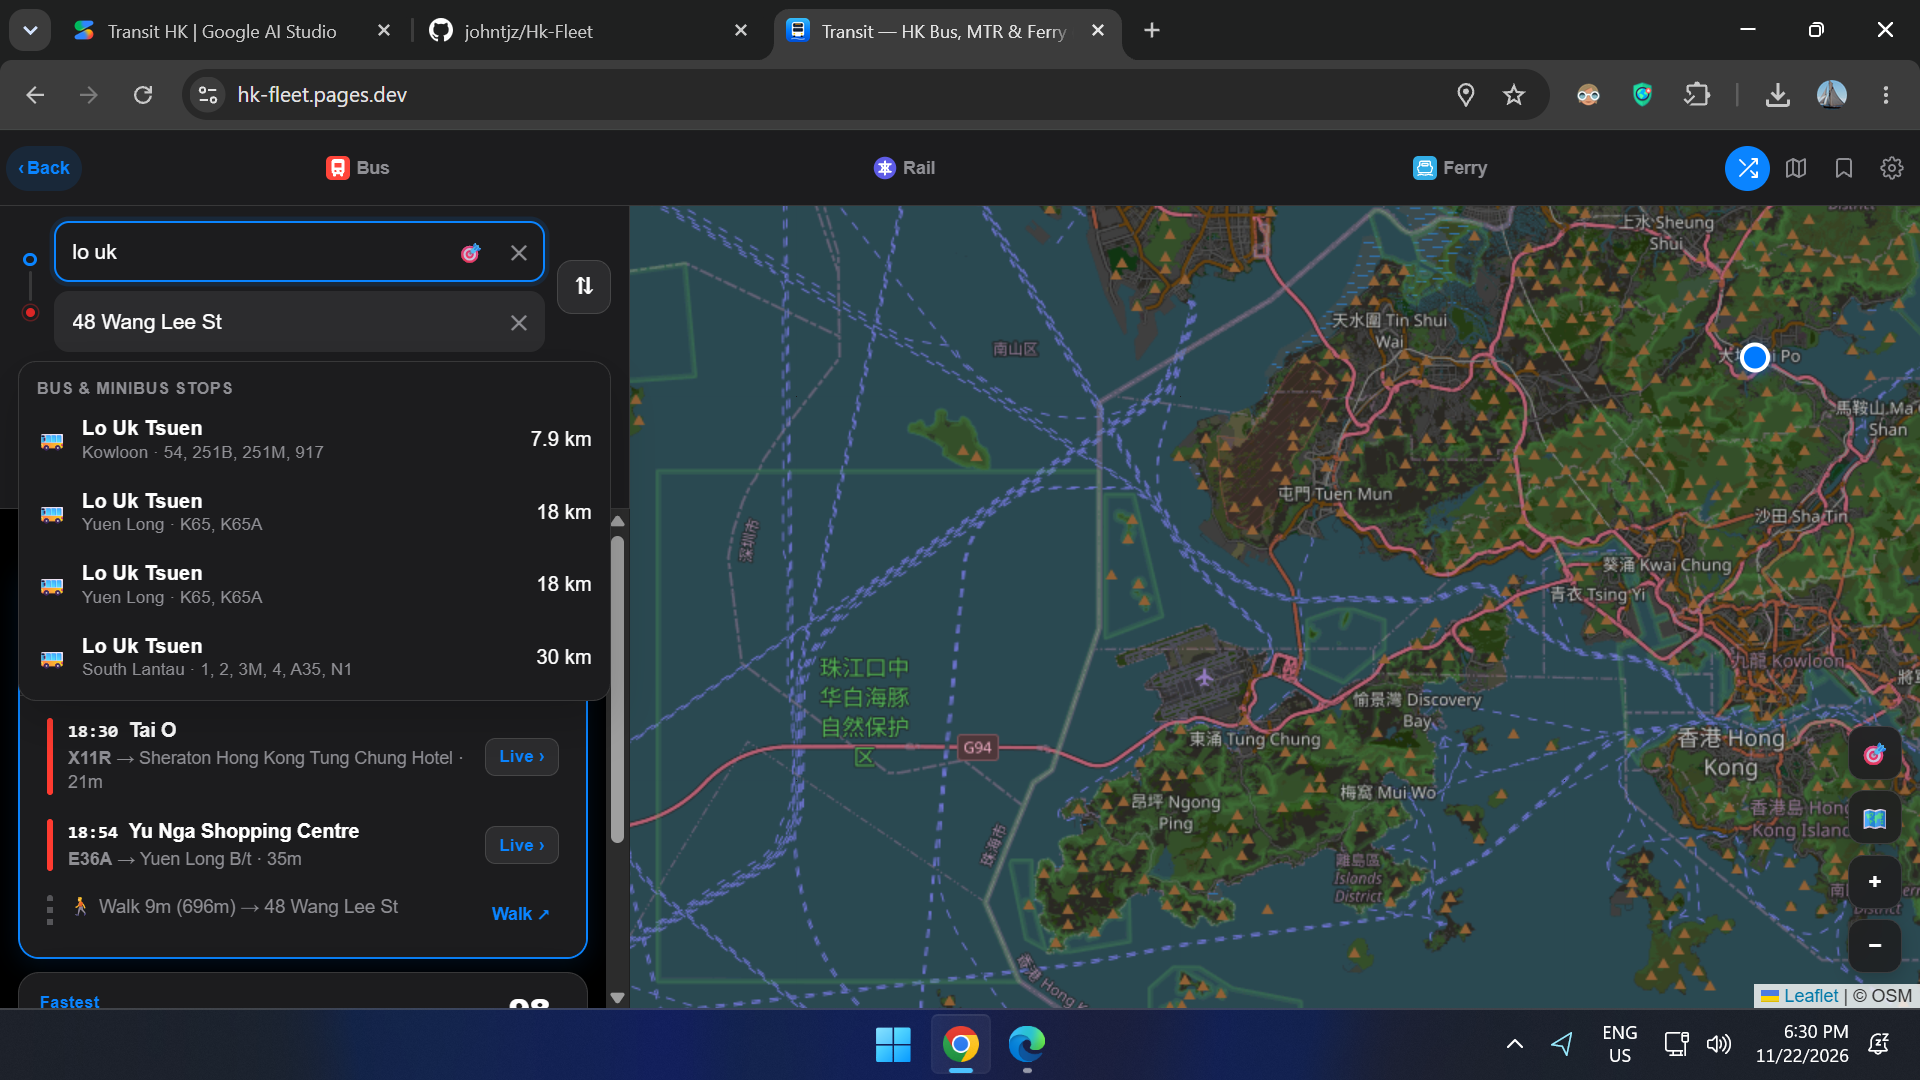 Transit HK | Google AI Studio
johntjz/Hk-Fleet
Transit — HK Bus, MTR & Ferry
hk-fleet.pages.dev
‹ Back
Bus
Rail
Ferry
lo uk
48 Wang Lee St
BUS & MINIBUS STOPS
Lo Uk Tsuen
7.9 km
Kowloon · 54, 251B, 251M, 917
Lo Uk Tsuen
18 km
Yuen Long · K65, K65A
Lo Uk Tsuen
18 km
Yuen Long · K65, K65A
Lo Uk Tsuen
30 km
South Lantau · 1, 2, 3M, 4, A35, N1
18:30 Tai O
X11R → Sheraton Hong Kong Tung Chung Hotel ·
21m
Live ›
18:54 Yu Nga Shopping Centre
E36A → Yuen Long B/t · 35m
Live ›
Walk 9m (696m) → 48 Wang Lee St
Walk ↗
Fastest
上水 Sheung
Shui
南山区
天水圍 Tin Shui
Wai
馬鞍山 Ma
Shan
屯門 Tuen Mun
沙田 Sha Tin
深圳市
葵涌 Kwai Chung
青衣 Tsing Yi
九龍 Kowloon
珠江口中
华白海豚
自然保护
区
G94
愉景灣 Discovery
Bay
東涌 Tung Chung
香港 Hong
Kong
昂坪 Ngong
Ping
梅窩 Mui Wo
香港島 Hong
Kong Island
珠海市
離島區
Islands
District
香港 Hong K
Leaflet | © OSM
ENG
US
6:30 PM
11/22/2026